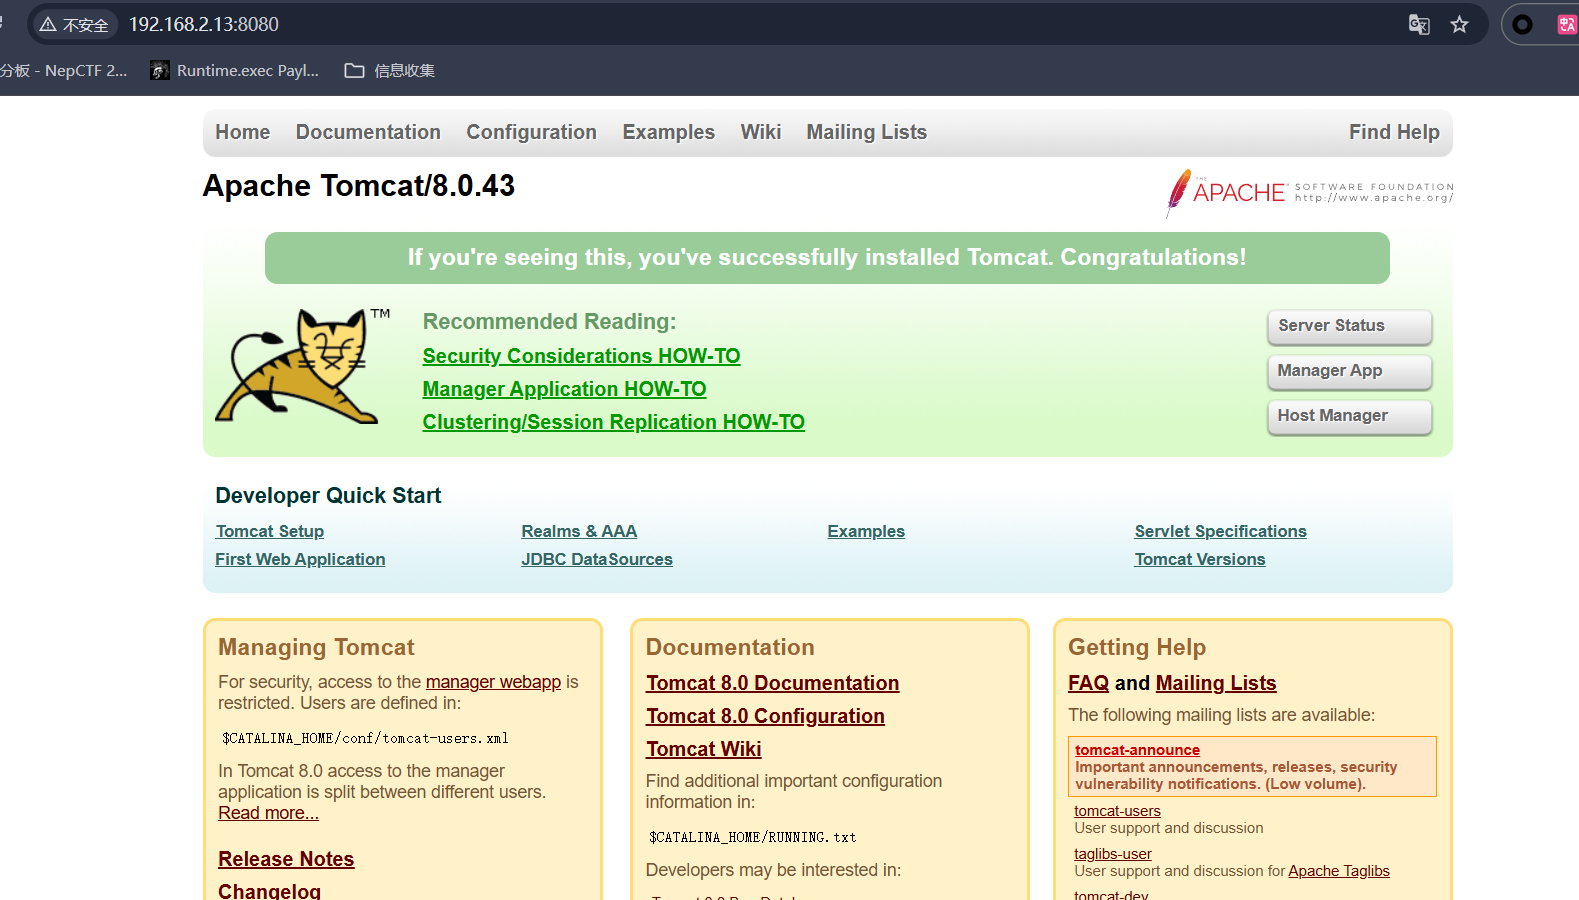 不安全 192.168.2.13:8080
分板 - NepCTF 2... Runtime.exec Payl... 信息收集
Home Documentation Configuration Examples Wiki Mailing Lists Find Help
Apache Tomcat/8.0.43
THE APACHE SOFTWARE FOUNDATION
http://www.apache.org/
If you're seeing this, you've successfully installed Tomcat. Congratulations!
TM
Recommended Reading:
Security Considerations HOW-TO
Manager Application HOW-TO
Clustering/Session Replication HOW-TO
Server Status
Manager App
Host Manager
Developer Quick Start
Tomcat Setup
First Web Application
Realms & AAA
JDBC DataSources
Examples
Servlet Specifications
Tomcat Versions
Managing Tomcat
For security, access to the manager webapp is
restricted. Users are defined in:
$CATALINA_HOME/conf/tomcat-users.xml
In Tomcat 8.0 access to the manager
application is split between different users.
Read more...
Release Notes
Changelog
Documentation
Tomcat 8.0 Documentation
Tomcat 8.0 Configuration
Tomcat Wiki
Find additional important configuration
information in:
$CATALINA_HOME/RUNNING.txt
Developers may be interested in:
Getting Help
FAQ and Mailing Lists
The following mailing lists are available:
tomcat-announce
Important announcements, releases, security
vulnerability notifications. (Low volume).
tomcat-users
User support and discussion
taglibs-user
User support and discussion for Apache Taglibs
tomcat-dev